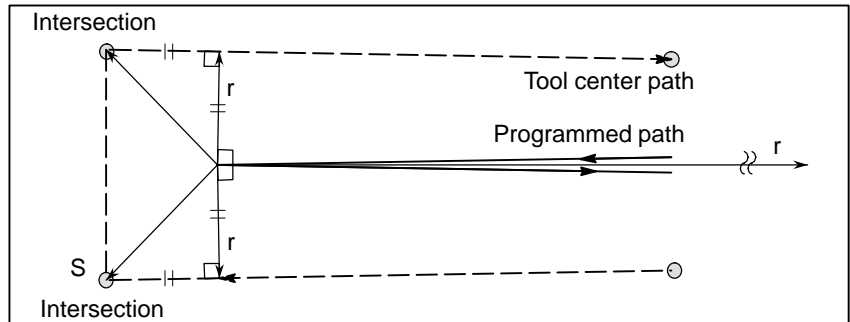 Intersection
Tool center path
r
Programmed path
r
r
S
Intersection